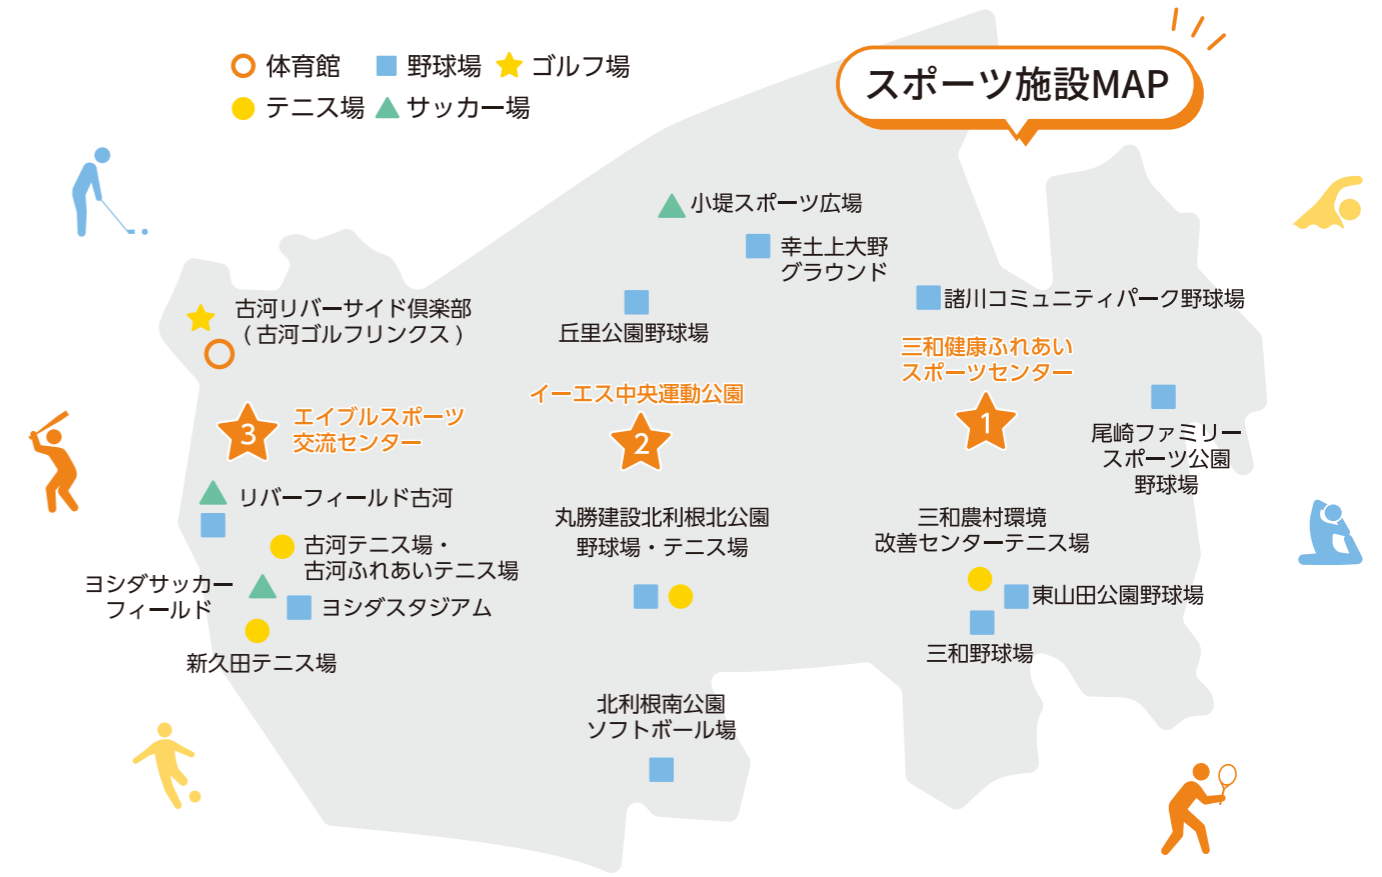 体育館 野球場 ゴルフ場
テニス場 サッカー場
スポーツ施設MAP
小堤スポーツ広場
幸土上大野
グラウンド
諸川コミュニティパーク野球場
古河リバーサイド倶楽部
（古河ゴルフリンクス）
丘里公園野球場
三和健康ふれあい
スポーツセンター
1
イーエス中央運動公園
2
エイブルスポーツ
交流センター
3
尾崎ファミリー
スポーツ公園
野球場
リバーフィールド古河
丸勝建設北利根北公園
野球場・テニス場
三和農村環境
改善センターテニス場
古河テニス場・
古河ふれあいテニス場
ヨシダサッカー
フィールド
ヨシダスタジアム
東山田公園野球場
三和野球場
新久田テニス場
北利根南公園
ソフトボール場